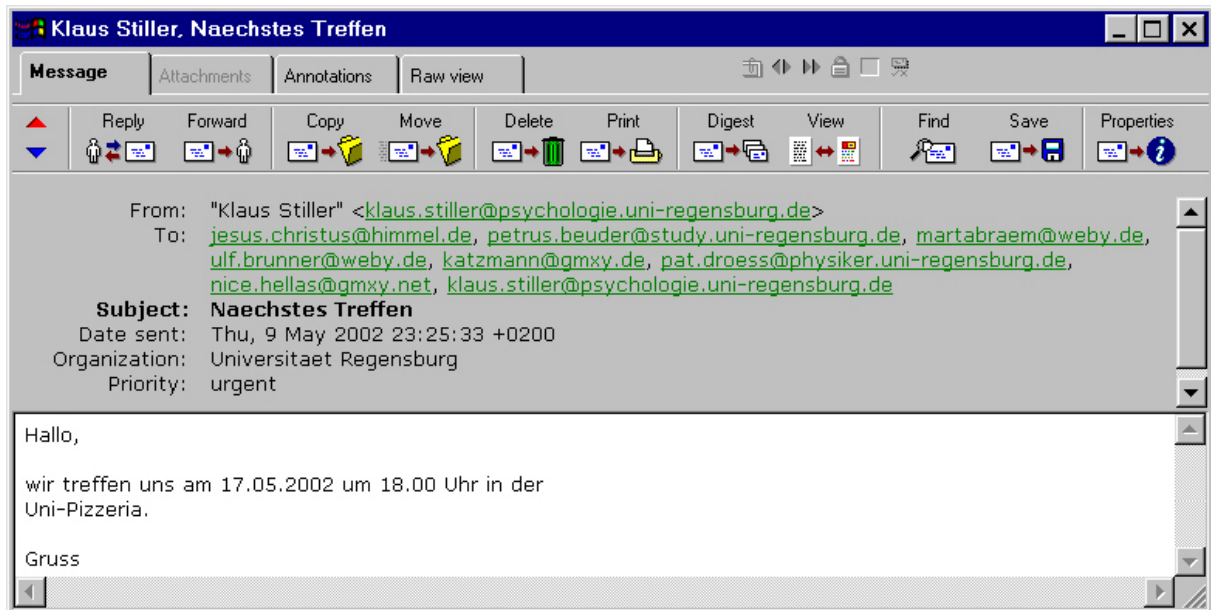 Klaus Stiller, Naechstes Treffen
Message Attachments Annotations Raw view
Reply Forward Copy Move Delete Print Digest View Find Save Properties
From: "Klaus Stiller" <klaus.stiller@psychologie.uni-regensburg.de>
To: jesus.christus@himmel.de, petrus.beuder@study.uni-regensburg.de, martabraem@weby.de,
ulf.brunner@weby.de, katzmann@gmxy.de, pat.droess@physiker.uni-regensburg.de,
nice.hellas@gmxy.net, klaus.stiller@psychologie.uni-regensburg.de
Subject: Naechstes Treffen
Date sent: Thu, 9 May 2002 23:25:33 +0200
Organization: Universitaet Regensburg
Priority: urgent
Hallo,
wir treffen uns am 17.05.2002 um 18.00 Uhr in der
Uni-Pizzeria.
Gruss